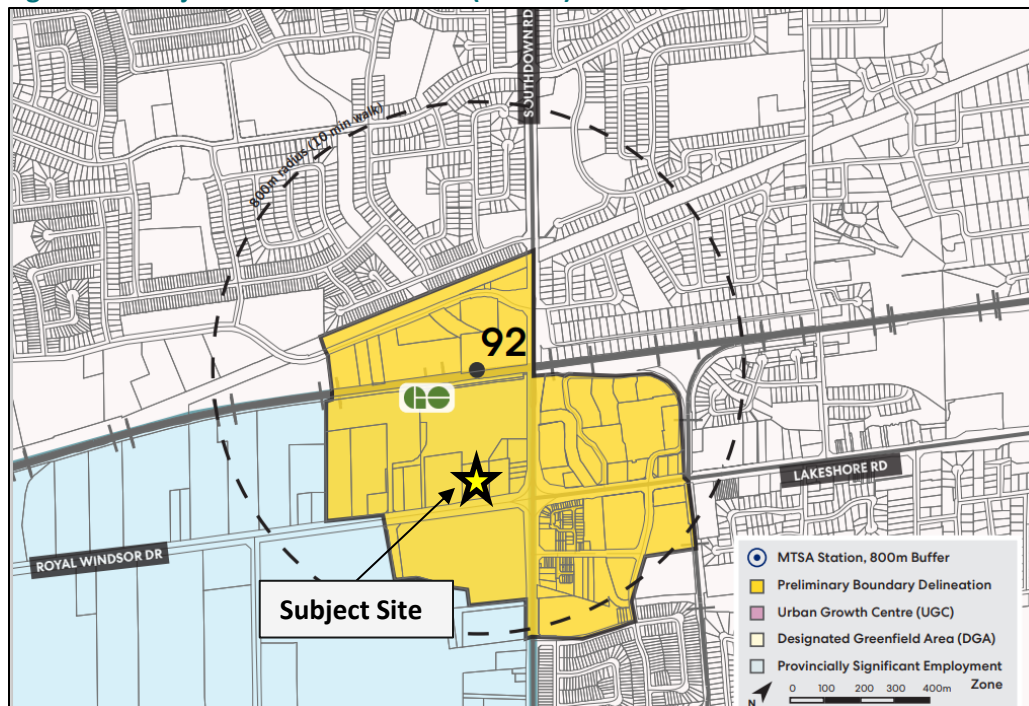 SOUTHDOWN RD
800m radius (10 min walk)
92
GO
LAKESHORE RD
ROYAL WINDSOR DR
Subject Site
MTSA Station, 800m Buffer
Preliminary Boundary Delineation
Urban Growth Centre (UGC)
Designated Greenfield Area (DGA)
Provincially Significant Employment
Zone
0 100 200 300 400m
N